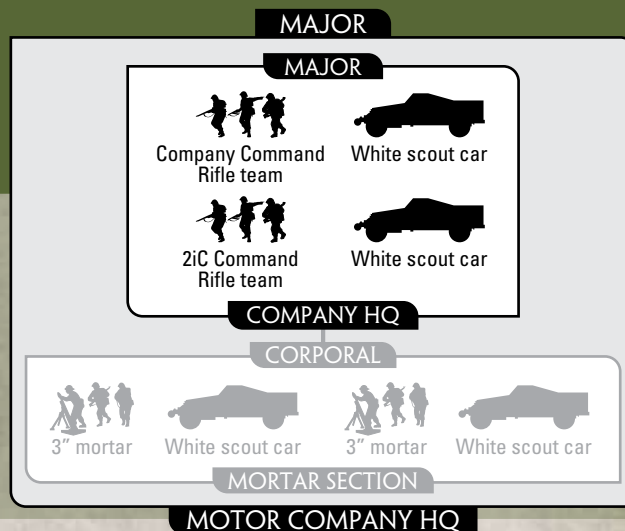 MAJOR
MAJOR
Company Command
Rifle team
White scout car
2iC Command
Rifle team
White scout car
COMPANY HQ
CORPORAL
3” mortar
White scout car
3” mortar
White scout car
MORTAR SECTION
MOTOR COMPANY HQ